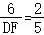 6/DF = 2/5